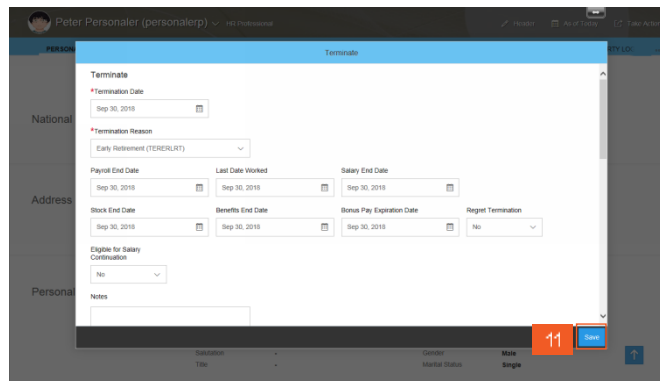 Peter Personaler (personalerp) HR Professional
History As of Today Take Action
PERSON
Terminate
RTY LOC
Terminate
*Termination Date
Sep 30, 2018
National
*Termination Reason
Early Retirement (TERERLRT)
Payroll End Date Last Date Worked Salary End Date
Sep 30, 2018 Sep 30, 2018 Sep 30, 2018
Address
Stock End Date Benefits End Date Bonus Pay Expiration Date Regret Termination
Sep 30, 2018 Sep 30, 2018 Sep 30, 2018 No
Eligible for Salary
Continuation
No
Personal
Notes
11 Save
Salutation - Gender Male
Title - Marital Status Single